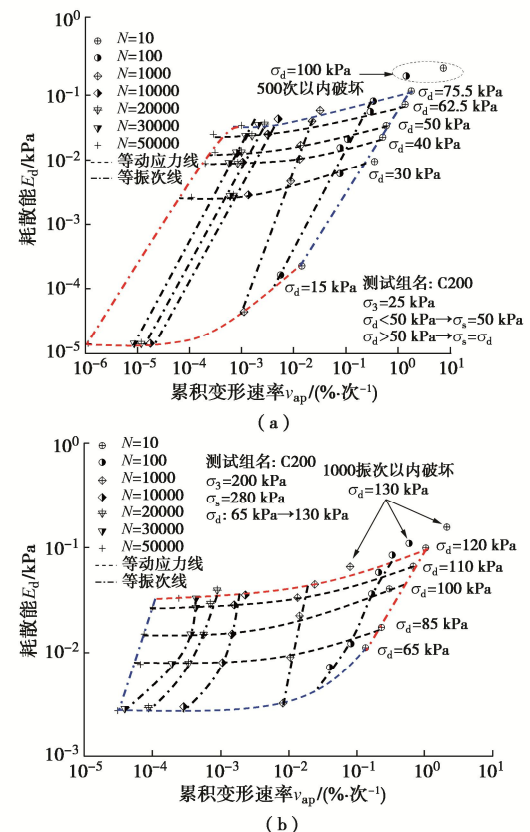 (a)
N=10
N=100
N=1000
N=10000
N=20000
N=30000
N=50000
等动应力线
等振次线
σd=100 kPa
500次以内破坏
σd=75.5 kPa
σd=62.5 kPa
σd=50 kPa
σd=40 kPa
σd=30 kPa
σd=15 kPa
测试组名: C200
σ3=25 kPa
σd<50 kPa→σs=50 kPa
σd>50 kPa→σs=σd
耗散能Ed/kPa
10⁰
10⁻¹
10⁻²
10⁻³
10⁻⁴
10⁻⁵
10⁻⁶ 10⁻⁵ 10⁻⁴ 10⁻³ 10⁻² 10⁻¹ 10⁰ 10¹
累积变形速率vap/(%·次⁻¹)
(a)
N=10
N=100
N=1000
N=10000
N=20000
N=30000
N=50000
等动应力线
等振次线
测试组名: C200
σ3=200 kPa
σs=280 kPa
σd: 65 kPa→130 kPa
1000振次以内破坏
σd=130 kPa
σd=120 kPa
σd=110 kPa
σd=100 kPa
σd=85 kPa
σd=65 kPa
耗散能Ed/kPa
10⁰
10⁻¹
10⁻²
10⁻³
10⁻⁵ 10⁻⁴ 10⁻³ 10⁻² 10⁻¹ 10⁰ 10¹
累积变形速率vap/(%·次⁻¹)
(b)